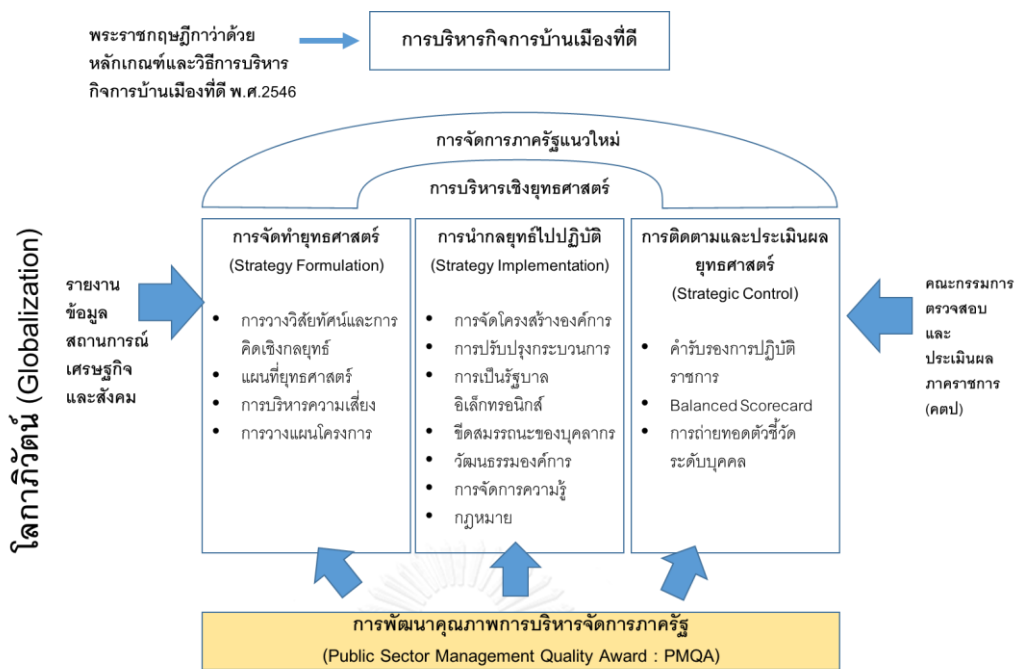 พระราชกฤษฎีกาว่าด้วย
หลักเกณฑ์และวิธีการบริหาร
กิจการบ้านเมืองที่ดี พ.ศ.2546
การบริหารกิจการบ้านเมืองที่ดี
การจัดการภาครัฐแนวใหม่
การบริหารเชิงยุทธศาสตร์
โลกาภิวัตน์ (Globalization)
รายงาน
ข้อมูล
สถานการณ์
เศรษฐกิจ
และสังคม
การจัดทำยุทธศาสตร์
(Strategy Formulation)
• การวางวิสัยทัศน์และการ
คิดเชิงกลยุทธ์
• แผนที่ยุทธศาสตร์
• การบริหารความเสี่ยง
• การวางแผนโครงการ
การนำกลยุทธ์ไปปฏิบัติ
(Strategy Implementation)
• การจัดโครงสร้างองค์การ
• การปรับปรุงกระบวนการ
• การเป็นรัฐบาล
อิเล็กทรอนิกส์
• ขีดสมรรถนะของบุคลากร
• วัฒนธรรมองค์การ
• การจัดการความรู้
• กฎหมาย
การติดตามและประเมินผล
ยุทธศาสตร์
(Strategic Control)
• คำรับรองการปฏิบัติ
ราชการ
• Balanced Scorecard
• การถ่ายทอดตัวชี้วัด
ระดับบุคคล
คณะกรรมการ
ตรวจสอบ
และ
ประเมินผล
ภาคราชการ
(คตป)
การพัฒนาคุณภาพการบริหารจัดการภาครัฐ
(Public Sector Management Quality Award : PMQA)